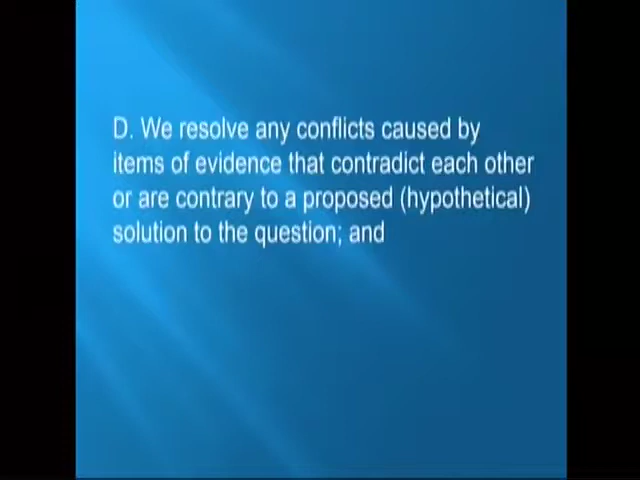 D. We resolve any conflicts caused by
items of evidence that contradict each other
or are contrary to a proposed (hypothetical)
solution to the question; and